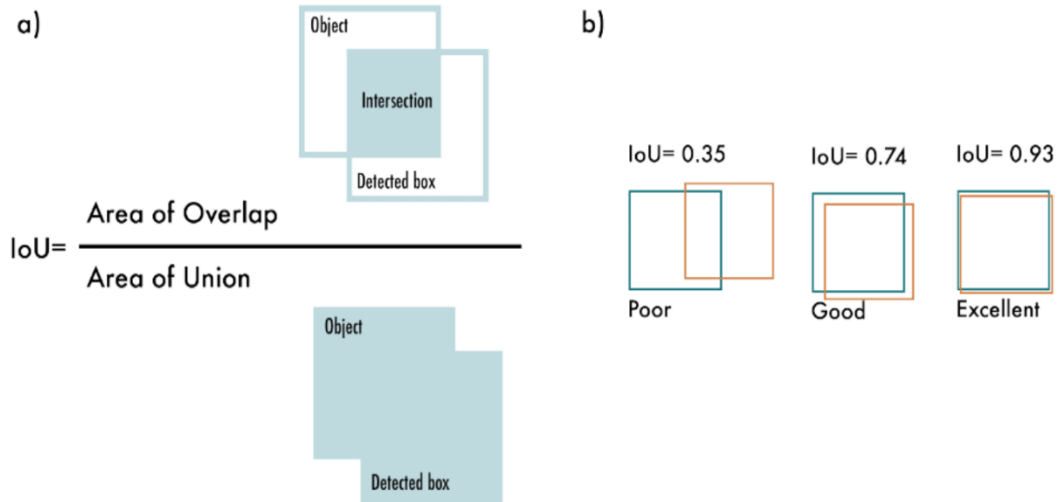 a)
Object
Intersection
Detected box
IoU=
Area of Overlap
Area of Union
Object
Detected box
b)
IoU= 0.35
IoU= 0.74
IoU= 0.93
Poor
Good
Excellent